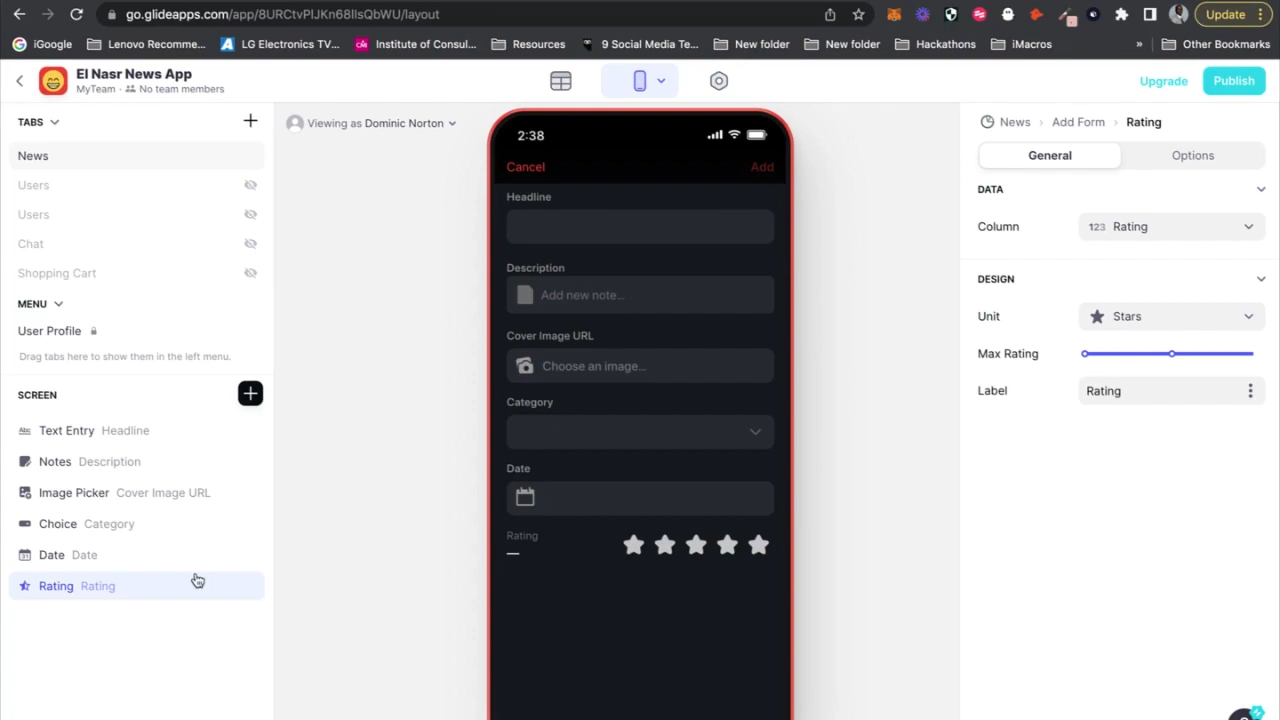 go.glideapps.com/app/8URCtvPlJKn68IlsQbWU/layout
Update
iGoogle
Lenovo Recomme...
LG Electronics TV...
Institute of Consul...
Resources
9 Social Media Te...
New folder
New folder
Hackathons
iMacros
»
Other Bookmarks
El Nasr News App
MyTeam · No team members
Upgrade
Publish
TABS
News
Users
Users
Chat
Shopping Cart
MENU
User Profile
Drag tabs here to show them in the left menu.
SCREEN
Abc Text Entry Headline
Notes Description
Image Picker Cover Image URL
Choice Category
Date Date
Rating Rating
Viewing as Dominic Norton
2:38
Cancel
Add
Headline
Description
Add new note...
Cover Image URL
Choose an image...
Category
Date
Rating
—
News › Add Form › Rating
General
Options
DATA
Column
123 Rating
DESIGN
Unit
Stars
Max Rating
Label
Rating